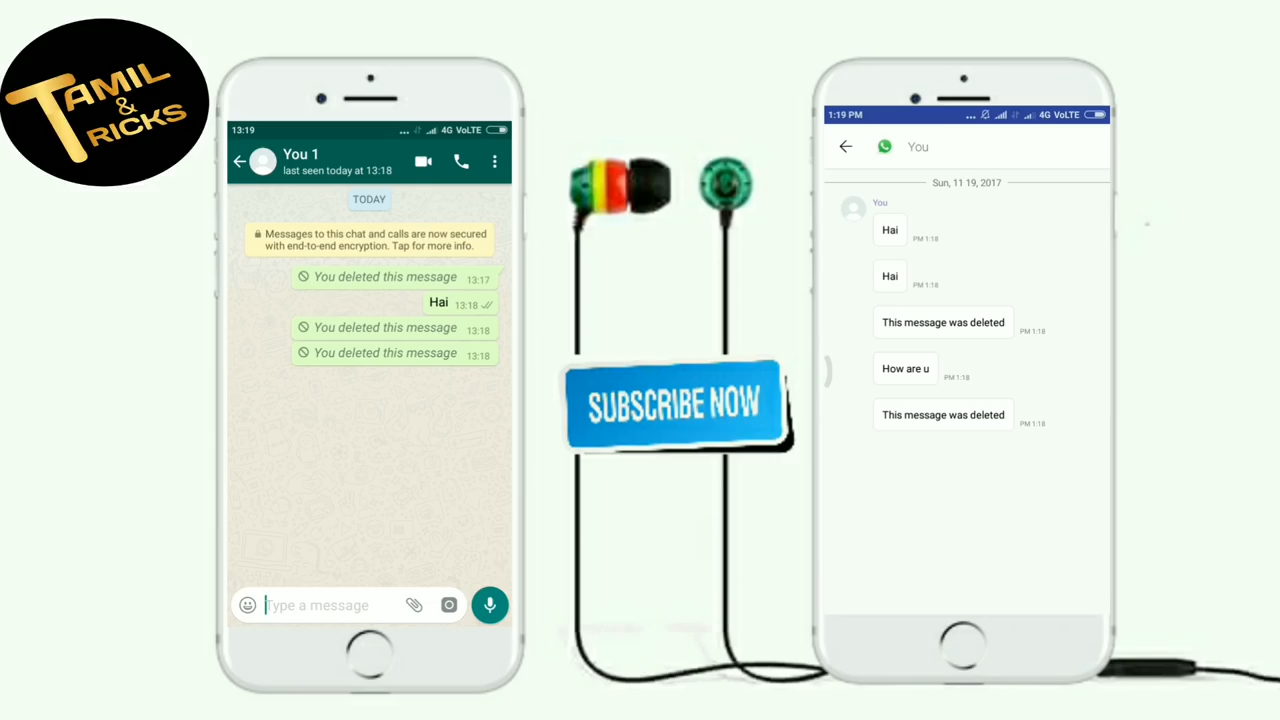 TAMIL
&
TRICKS
13:19
4G VoLTE
You 1
last seen today at 13:18
TODAY
Messages to this chat and calls are now secured
with end-to-end encryption. Tap for more info.
You deleted this message 13:17
Hai 13:18
You deleted this message 13:18
You deleted this message 13:18
Type a message
SUBSCRIBE NOW
1:19 PM
4G VoLTE
You
Sun, 11 19, 2017
You
Hai PM 1:18
Hai PM 1:18
This message was deleted PM 1:18
How are u PM 1:18
This message was deleted PM 1:18